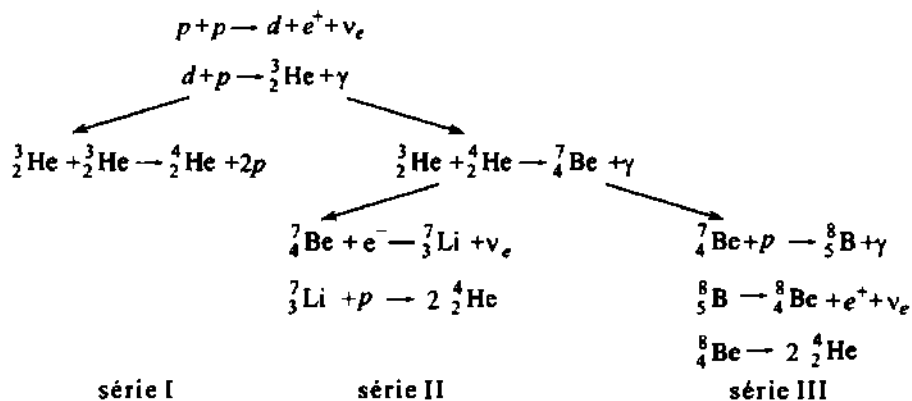 p + p → d + e⁺ + νₑ
d + p → ³₂He + γ
³₂He + ³₂He → ⁴₂He + 2p
³₂He + ⁴₂He → ⁷₄Be + γ
⁷₄Be + e⁻ — ⁷₃Li + νₑ
⁷₃Li + p → 2 ⁴₂He
⁷₄Be + p → ⁸₅B + γ
⁸₅B → ⁸₄Be + e⁺ + νₑ
⁸₄Be → 2 ⁴₂He
série I série II série III